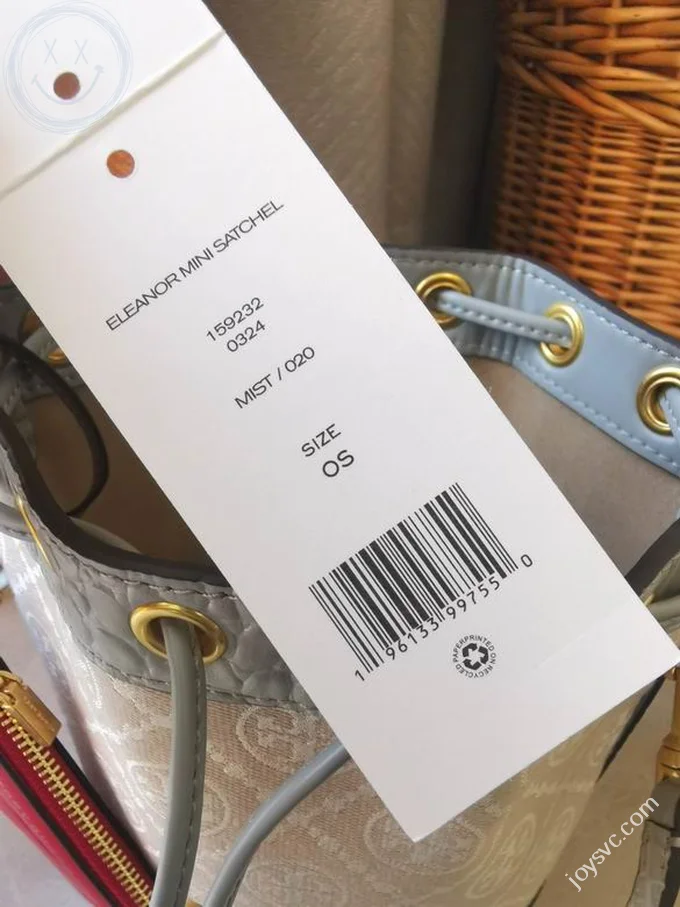 ELEANOR MINI SATCHEL
159232
0324
MIST / 020
SIZE
OS
1 96133 99755 0
PRINTED ON RECYCLED PAPER
joysvc.com